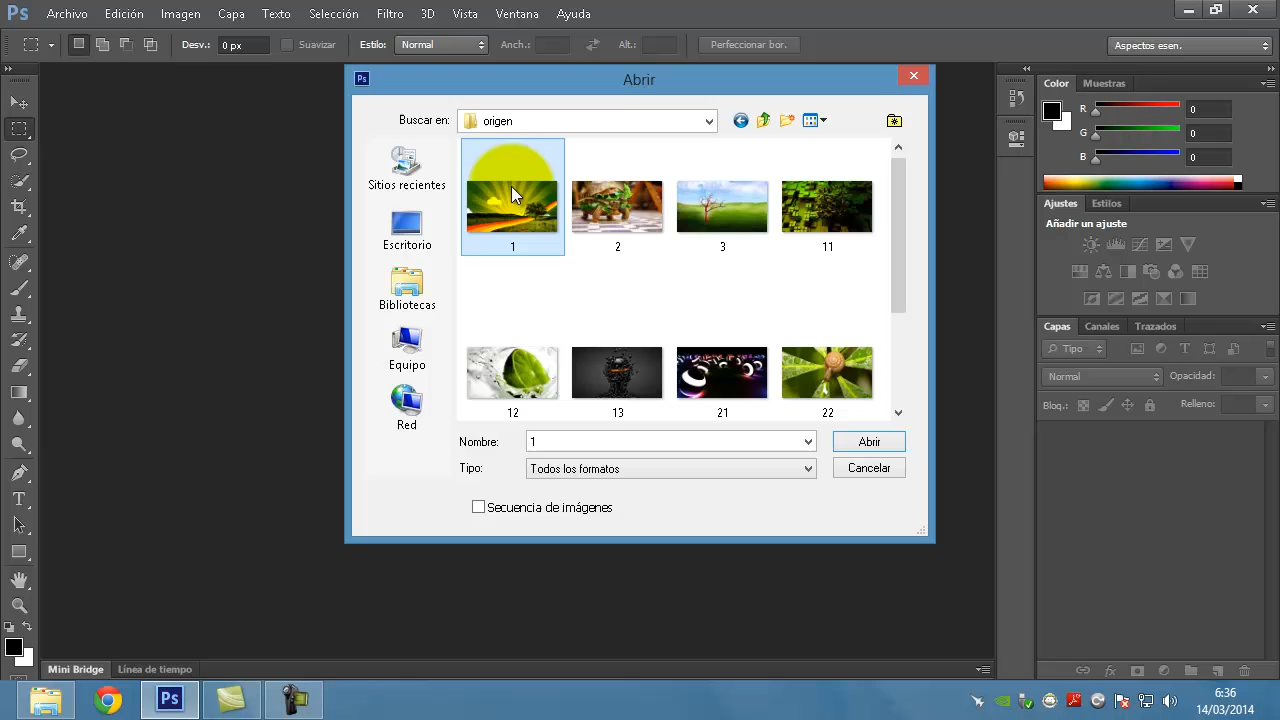 Ps Archivo Edición Imagen Capa Texto Selección Filtro 3D Vista Ventana Ayuda
Desv.: 0 px Suavizar Estilo: Normal Anch.: Alt.: Perfeccionar bor. Aspectos esen.
Ps Abrir
Buscar en: origen
Sitios recientes
Escritorio
Bibliotecas
Equipo
Red
1 2 3 11
12 13 21 22
Nombre: 1 Abrir
Tipo: Todos los formatos Cancelar
Secuencia de imágenes
Color Muestras
R 0
G 0
B 0
Ajustes Estilos
Añadir un ajuste
Capas Canales Trazados
Tipo
Normal Opacidad:
Bloq.: Relleno:
Mini Bridge Línea de tiempo
Ps
6:36
14/03/2014